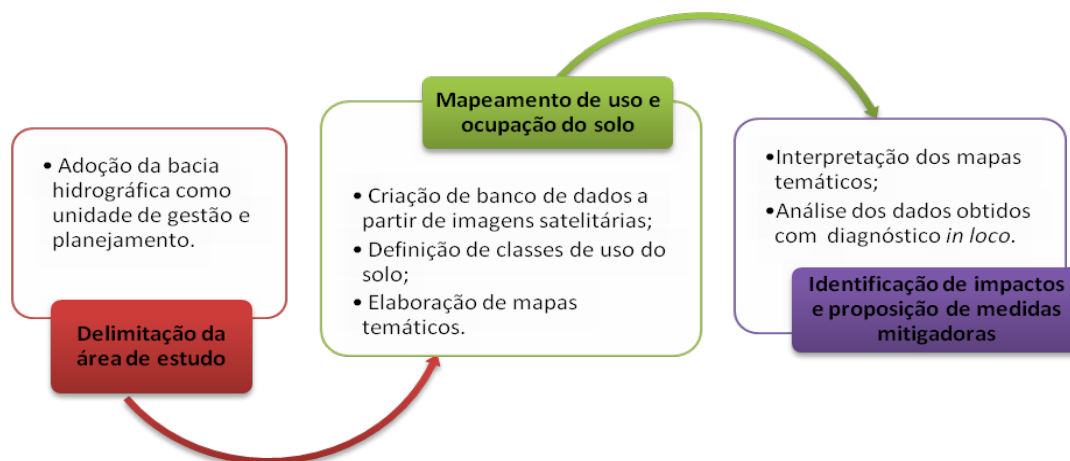 • Adoção da bacia
hidrográfica como
unidade de gestão e
planejamento.
Delimitação da
área de estudo
Mapeamento de uso e
ocupação do solo
• Criação de banco de dados a
partir de imagens satelitárias;
• Definição de classes de uso do
solo;
• Elaboração de mapas
temáticos.
•Interpretação dos mapas
temáticos;
•Análise dos dados obtidos
com diagnóstico in loco.
Identificação de impactos
e proposição de medidas
mitigadoras